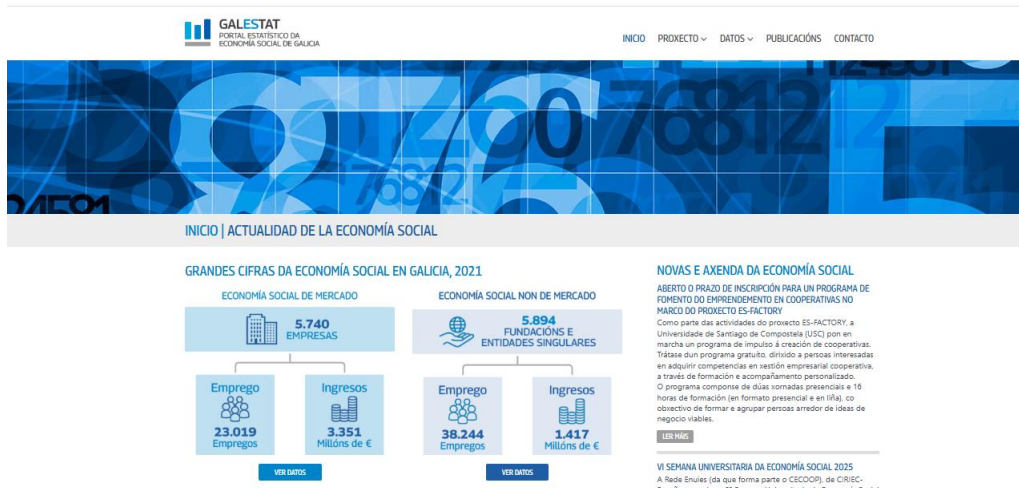 GALESTAT
PORTAL ESTATÍSTICO DA
ECONOMÍA SOCIAL DE GALICIA
INICIO PROXECTO DATOS PUBLICACIÓNS CONTACTO
INICIO | ACTUALIDAD DE LA ECONOMÍA SOCIAL
GRANDES CIFRAS DA ECONOMÍA SOCIAL EN GALICIA, 2021
ECONOMÍA SOCIAL DE MERCADO
5.740
EMPRESAS
Emprego
23.019
Empregos
Ingresos
3.351
Millóns de €
VER DATOS
ECONOMÍA SOCIAL NON DE MERCADO
5.894
FUNDACIÓNS E
ENTIDADES SINGULARES
Emprego
38.244
Empregos
Ingresos
1.417
Millóns de €
VER DATOS
NOVAS E AXENDA DA ECONOMÍA SOCIAL
ABERTO O PRAZO DE INSCRIPCIÓN PARA UN PROGRAMA DE
FOMENTO DO EMPRENDEMENTO EN COOPERATIVAS NO
MARCO DO PROXECTO ES-FACTORY
Como parte das actividades do proxecto ES-FACTORY, a
Universidade de Santiago de Compostela (USC) pon en
marcha un programa de impulso á creación de cooperativas.
Trátase dun programa gratuíto, dirixido a persoas interesadas
en adquirir competencias en xestión empresarial cooperativa,
a través de formación e acompañamento personalizado.
O programa componse de dúas xornadas presenciais e 16
horas de formación (en formato presencial e en liña), co
obxectivo de formar e agrupar persoas arredor de ideas de
negocio viables.
LER MÁIS
VI SEMANA UNIVERSITARIA DA ECONOMÍA SOCIAL 2025
A Rede Enuies (da que forma parte o CECOOP), de CIRIEC-